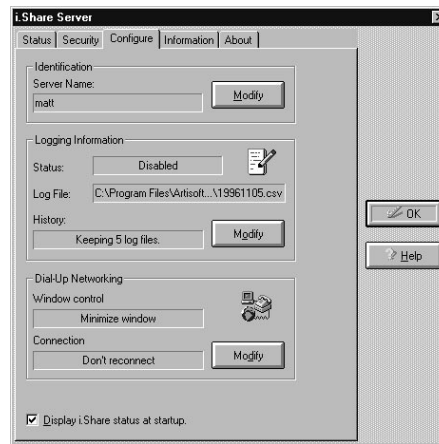 i.Share Server
Status Security Configure Information About
Identification
Server Name:
matt
Modify
Logging Information
Status: Disabled
Log File: C:\Program Files\Artisoft...\19961105.csv
History:
Keeping 5 log files.
Modify
Dial-Up Networking
Window control
Minimize window
Connection
Don't reconnect
Modify
Display i.Share status at startup.
OK
Help